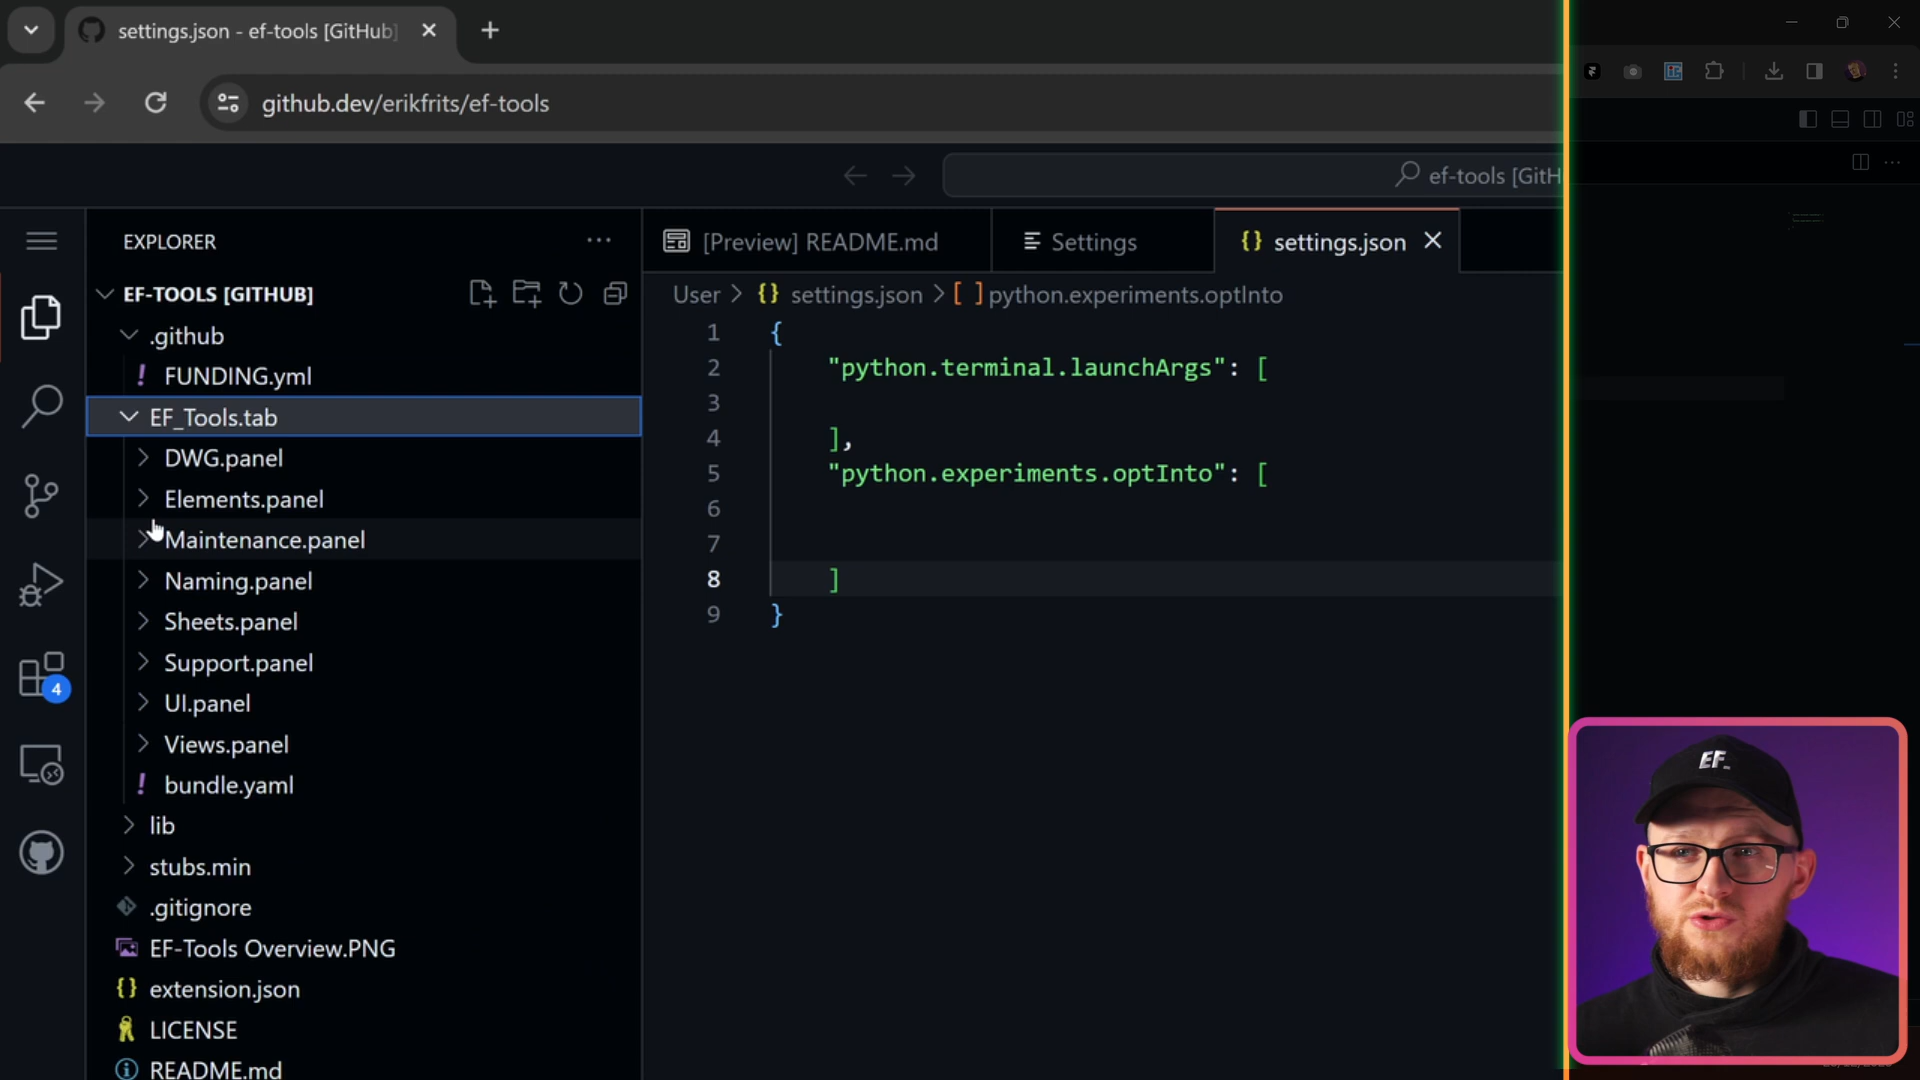 settings.json - ef-tools [GitHub]
github.dev/erikfrits/ef-tools
ef-tools [GitH
EXPLORER
[Preview] README.md
Settings
{} settings.json
EF-TOOLS [GITHUB]
User > {} settings.json > [ ] python.experiments.optInto
.github
! FUNDING.yml
EF_Tools.tab
DWG.panel
Elements.panel
Maintenance.panel
Naming.panel
Sheets.panel
Support.panel
UI.panel
Views.panel
! bundle.yaml
lib
stubs.min
.gitignore
EF-Tools Overview.PNG
{} extension.json
LICENSE
README.md
4
1 {
2 "python.terminal.launchArgs": [
3
4 ],
5 "python.experiments.optInto": [
6
7
8 ]
9 }
EF.